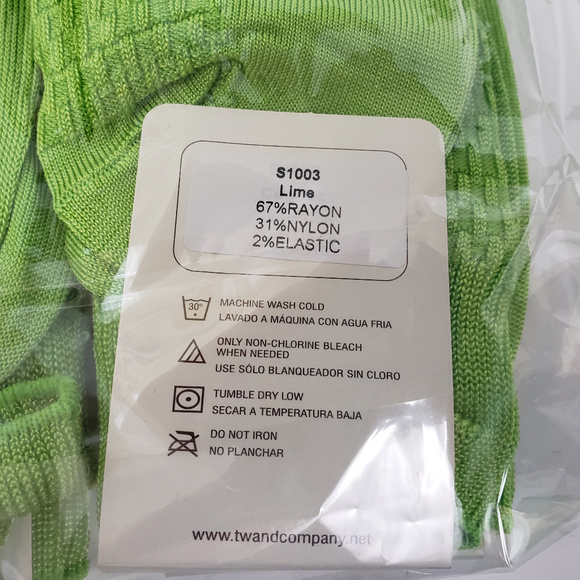 S1003
Lime
67%RAYON
31%NYLON
2%ELASTIC
30°
MACHINE WASH COLD
LAVADO A MÁQUINA CON AGUA FRIA
ONLY NON-CHLORINE BLEACH
WHEN NEEDED
USE SÓLO BLANQUEADOR SIN CLORO
TUMBLE DRY LOW
SECAR A TEMPERATURA BAJA
DO NOT IRON
NO PLANCHAR
www.twandcompany.net